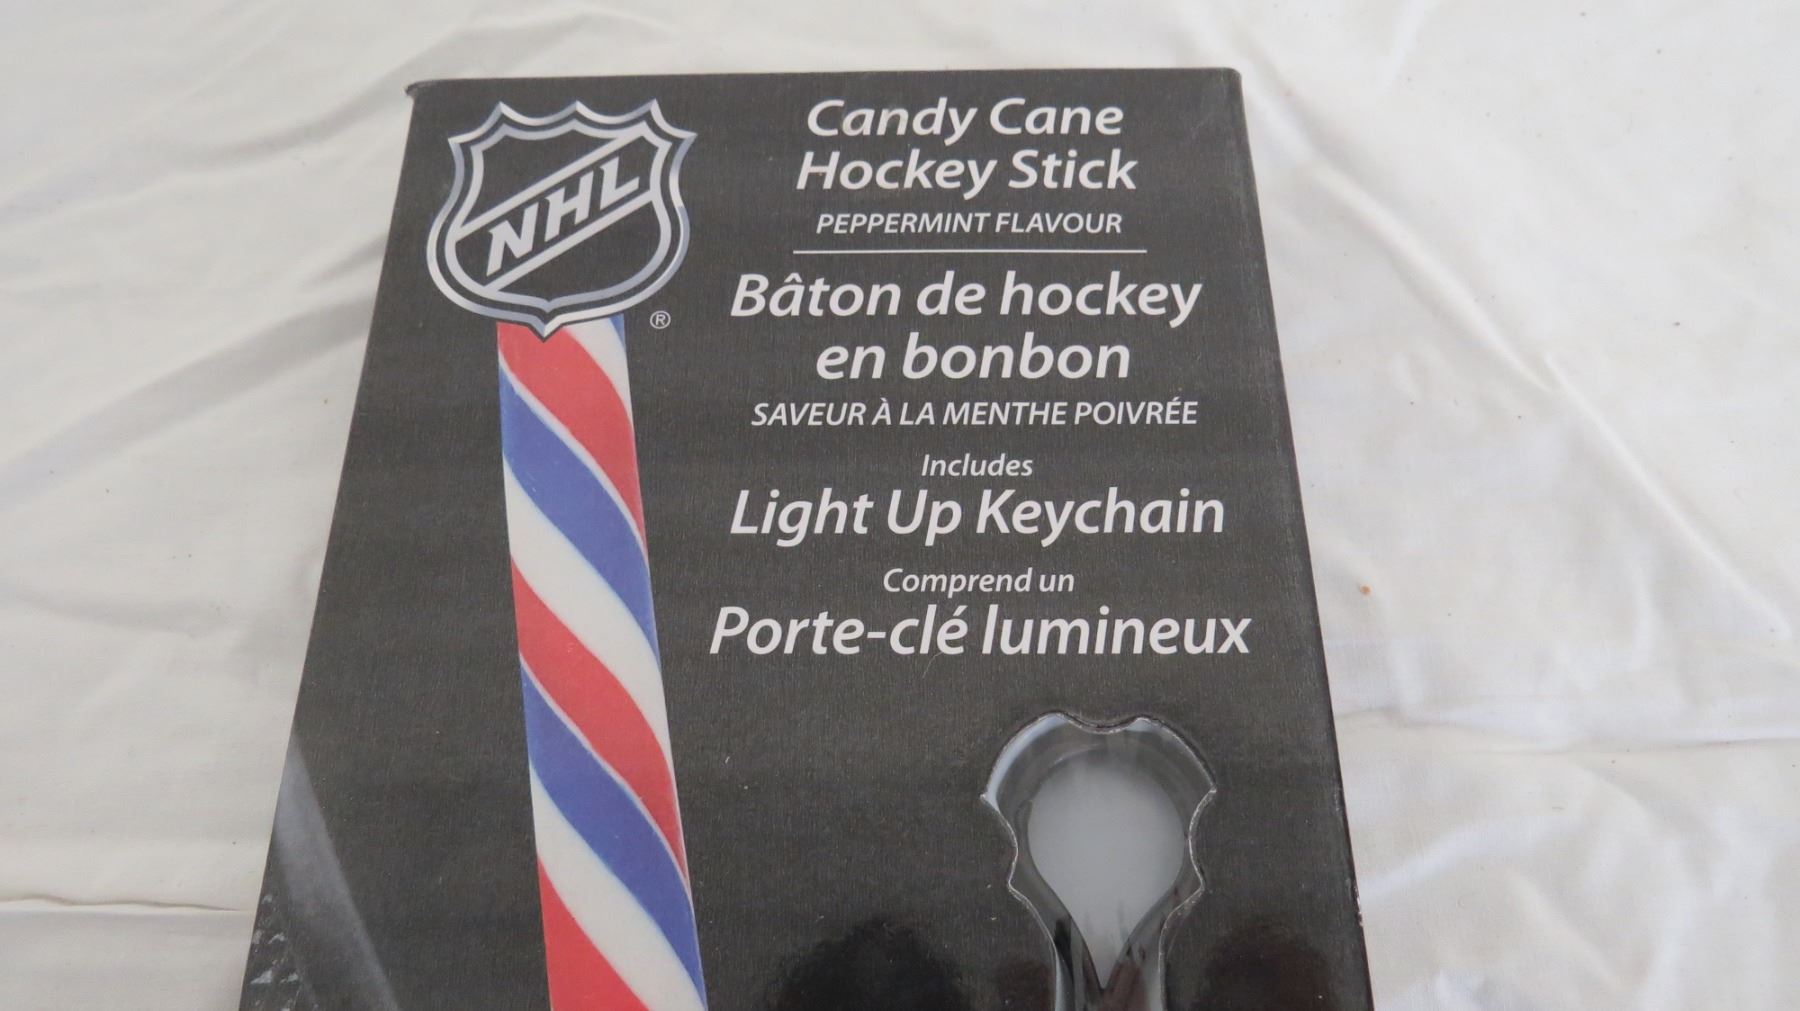 NHL
®
Candy Cane
Hockey Stick
PEPPERMINT FLAVOUR
Bâton de hockey
en bonbon
SAVEUR À LA MENTHE POIVRÉE
Includes
Light Up Keychain
Comprend un
Porte-clé lumineux